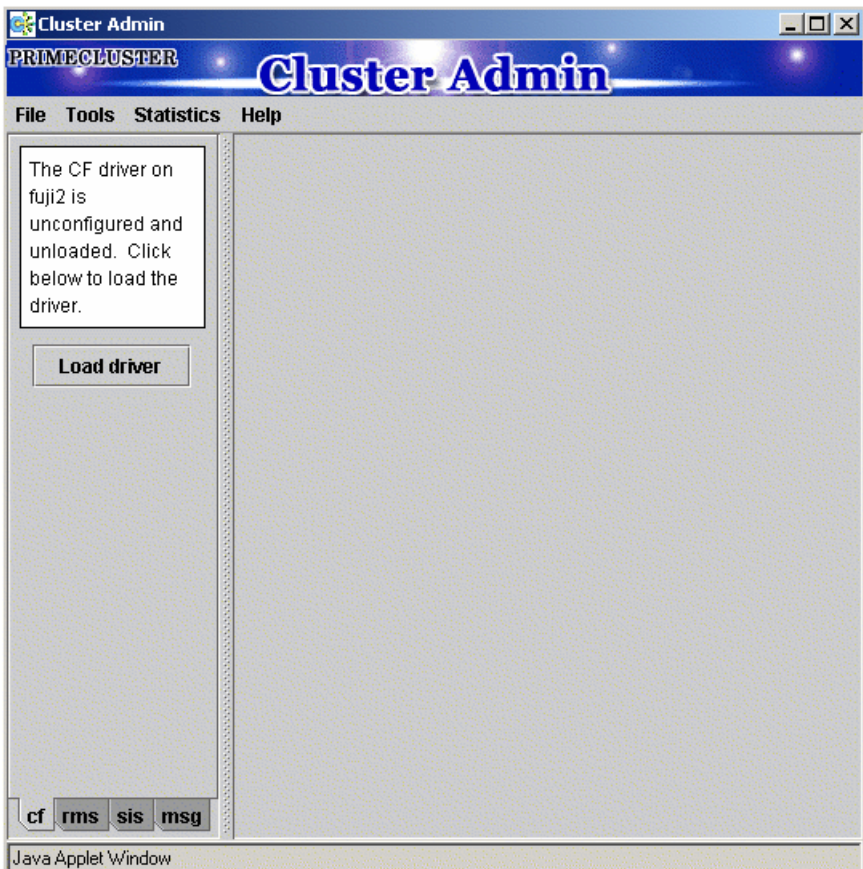 Cluster Admin
PRIMECLUSTER
Cluster Admin
File Tools Statistics Help
The CF driver on
fuji2 is
unconfigured and
unloaded. Click
below to load the
driver.
Load driver
cf rms sis msg
Java Applet Window